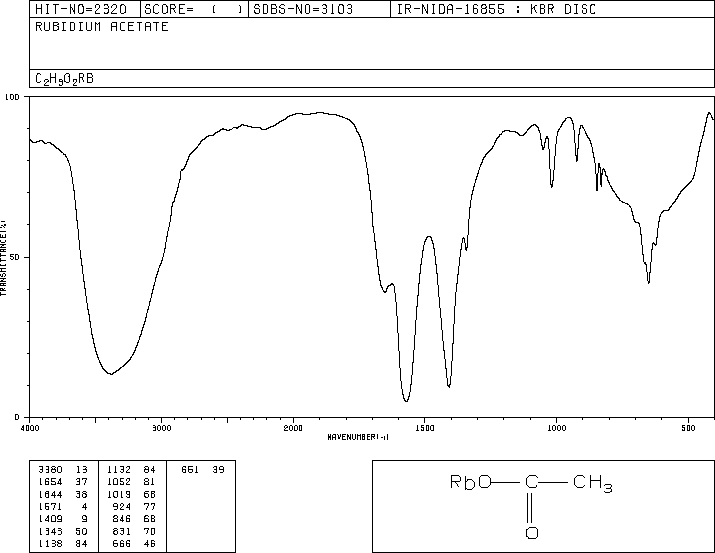 HIT-NO=2320 SCORE= ( ) SDBS-NO=3103 IR-NIDA-16855 : KBR DISC
RUBIDIUM ACETATE
C₂H₃O₂RB
100
TRANSMITTANCE(%)
50
0
4000 3000 2000 1500 1000 500
WAVENUMBER(-1)
3380 13 1132 84 651 39
1654 37 1052 81
1644 38 1019 68
1571 4 924 77
1409 9 846 68
1343 50 831 70
1138 84 666 46
RbO C CH₃
O